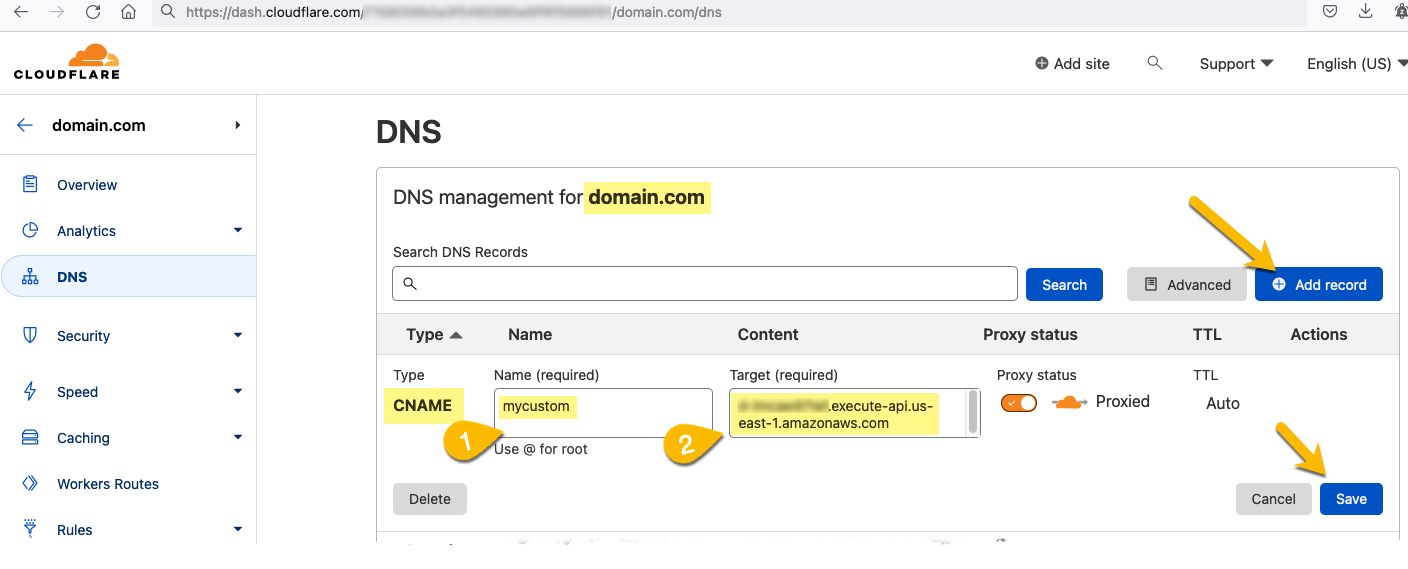 https://dash.cloudflare.com/ /domain.com/dns
CLOUDFLARE
Add site
Support
English (US)
domain.com
Overview
Analytics
DNS
Security
Speed
Caching
Workers Routes
Rules
DNS
DNS management for domain.com
Search DNS Records
Search
Advanced
Add record
Type Name Content Proxy status TTL Actions
Type Name (required) Target (required) Proxy status TTL
CNAME mycustom .execute-api.us-
east-1.amazonaws.com Proxied Auto
1 2
Use @ for root
Delete Cancel Save